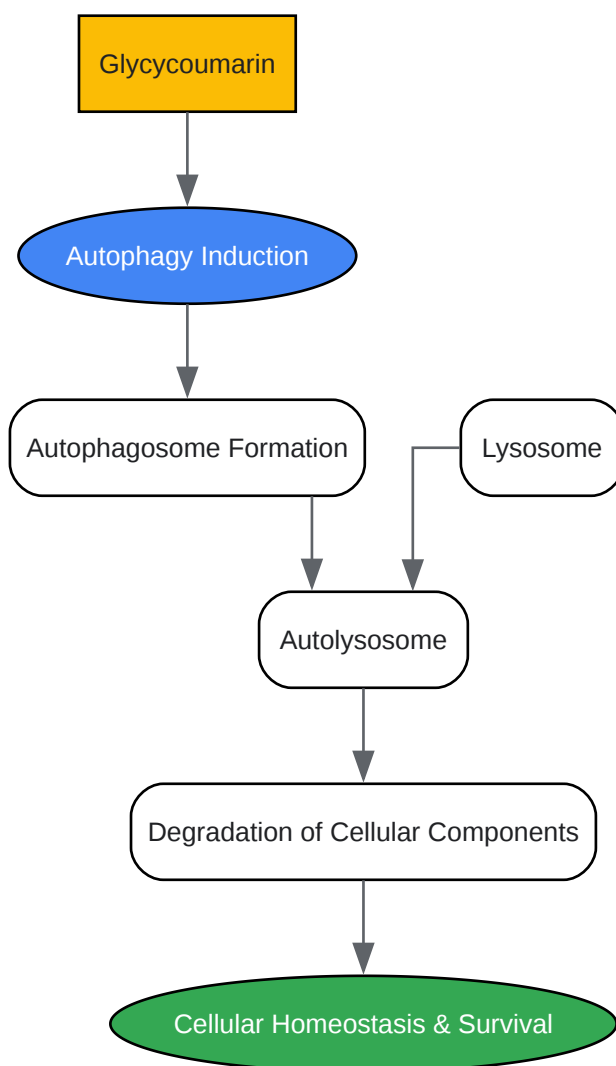 Glycycoumarin
Autophagy Induction
Autophagosome Formation
Lysosome
Autolysosome
Degradation of Cellular Components
Cellular Homeostasis & Survival